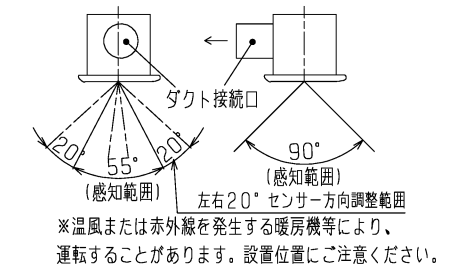 ダクト接続口
20°
55°
20°
(感知範囲)
90°
(感知範囲)
左右20°センサー方向調整範囲
※温風または赤外線を発生する暖房機等により、
運転することがあります。設置位置にご注意ください。